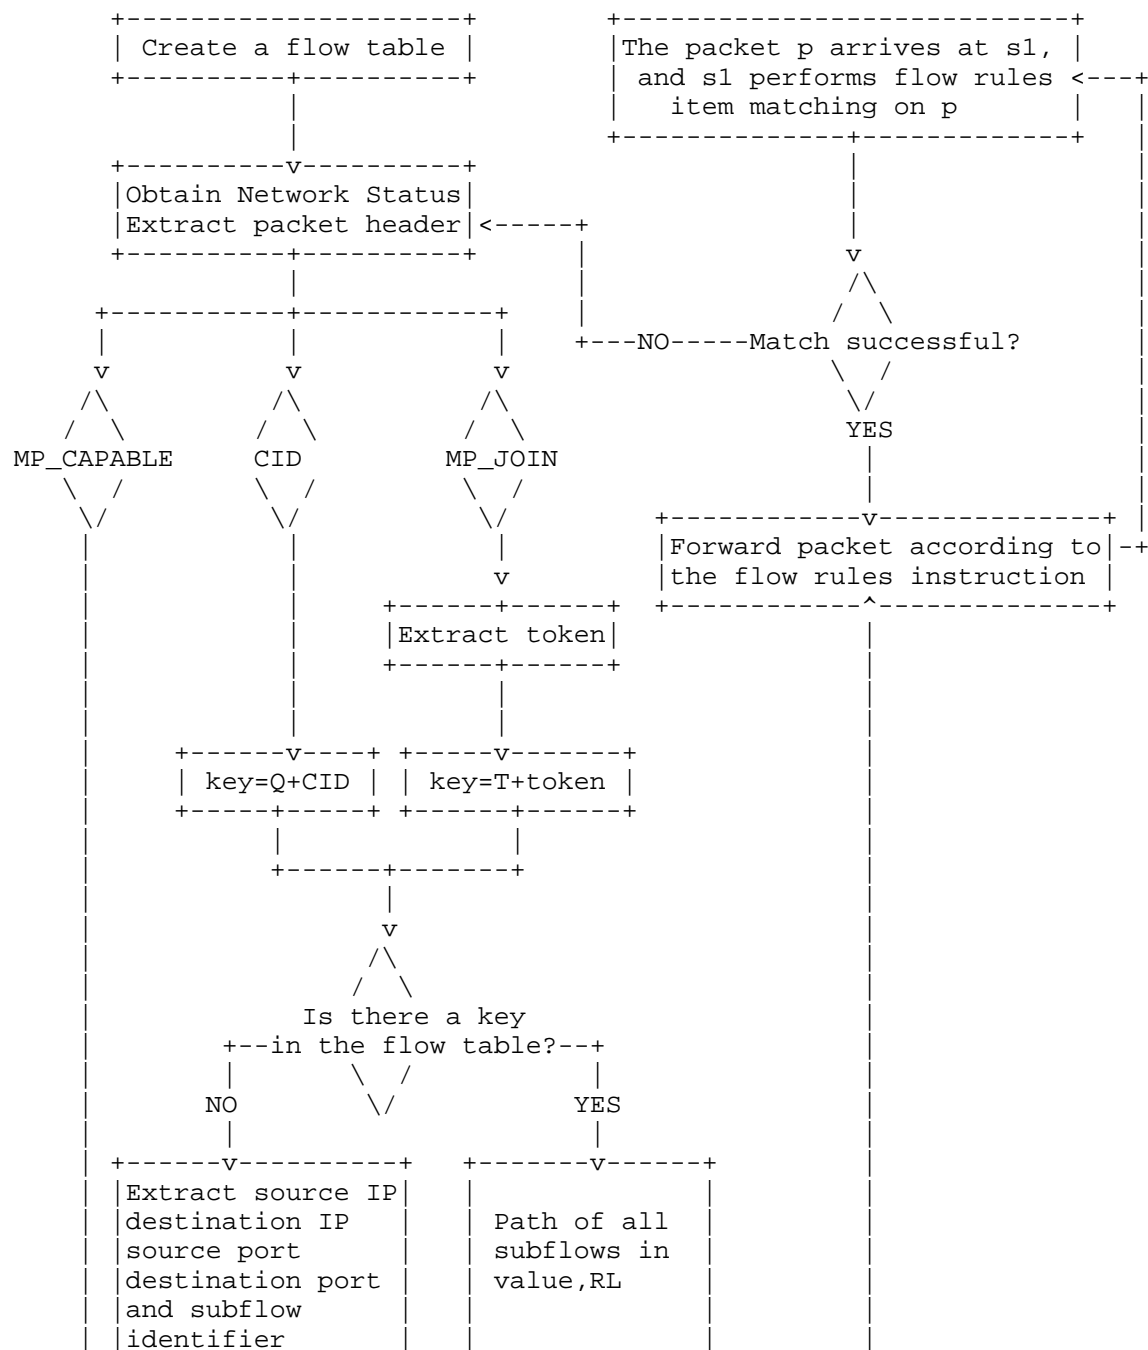 Create a flow table
The packet p arrives at s1,
and s1 performs flow rules
item matching on p
Obtain Network Status
Extract packet header
NO
Match successful?
YES
MP_CAPABLE
CID
MP_JOIN
Forward packet according to
the flow rules instruction
Extract token
key=Q+CID
key=T+token
Is there a key
in the flow table?
NO
YES
Extract source IP
destination IP
source port
destination port
and subflow
identifier
Path of all
subflows in
value,RL